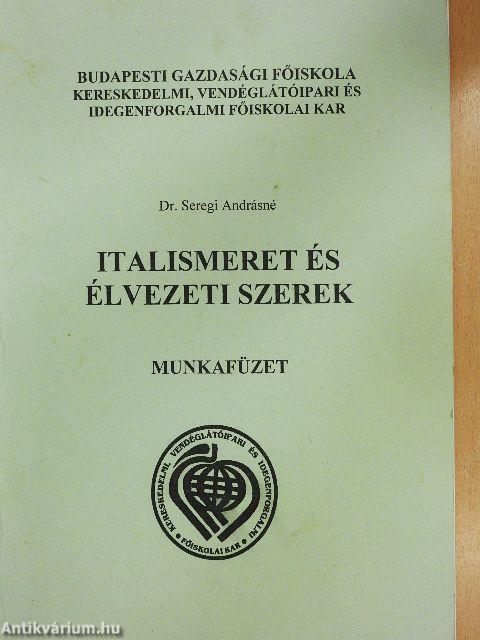 BUDAPESTI GAZDASÁGI FŐISKOLA
KERESKEDELMI, VENDÉGLÁTÓIPARI ÉS
IDEGENFORGALMI FŐISKOLAI KAR
Dr. Seregi Andrásné
ITALISMERET ÉS
ÉLVEZETI SZEREK
MUNKAFÜZET
KERESKEDELMI, VENDÉGLÁTÓIPARI ÉS IDEGENFORGALMI
• FŐISKOLAI KAR •
Antikvárium.hu